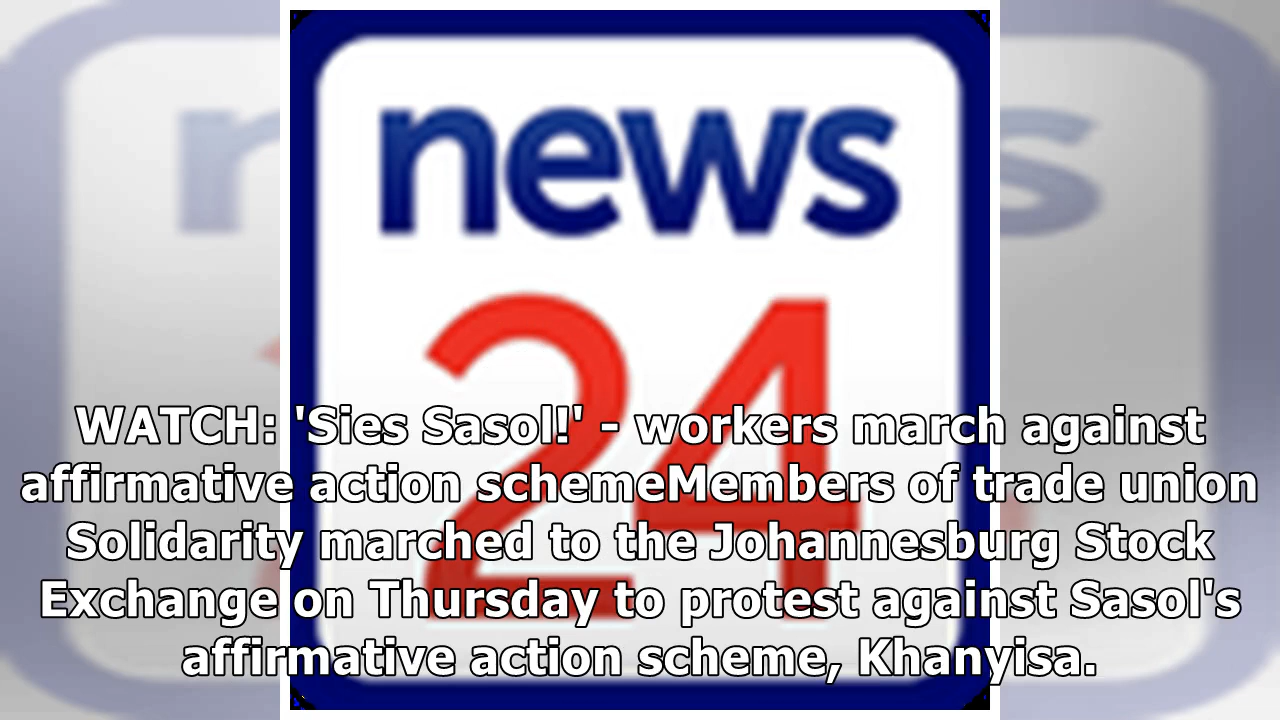 news
24
WATCH: 'Sies Sasol!' - workers march against
affirmative action schemeMembers of trade union
Solidarity marched to the Johannesburg Stock
Exchange on Thursday to protest against Sasol's
affirmative action scheme, Khanyisa.